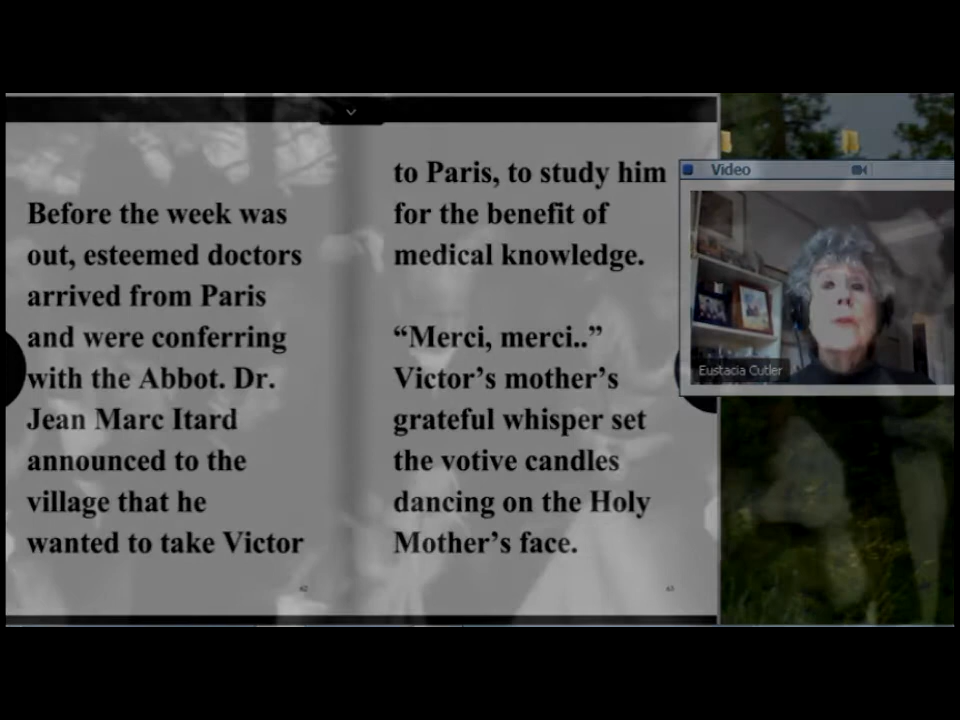 Before the week was
out, esteemed doctors
arrived from Paris
and were conferring
with the Abbot. Dr.
Jean Marc Itard
announced to the
village that he
wanted to take Victor
62
to Paris, to study him
for the benefit of
medical knowledge.
“Merci, merci..”
Victor’s mother’s
grateful whisper set
the votive candles
dancing on the Holy
Mother’s face.
63
Video
Eustacia Cutler